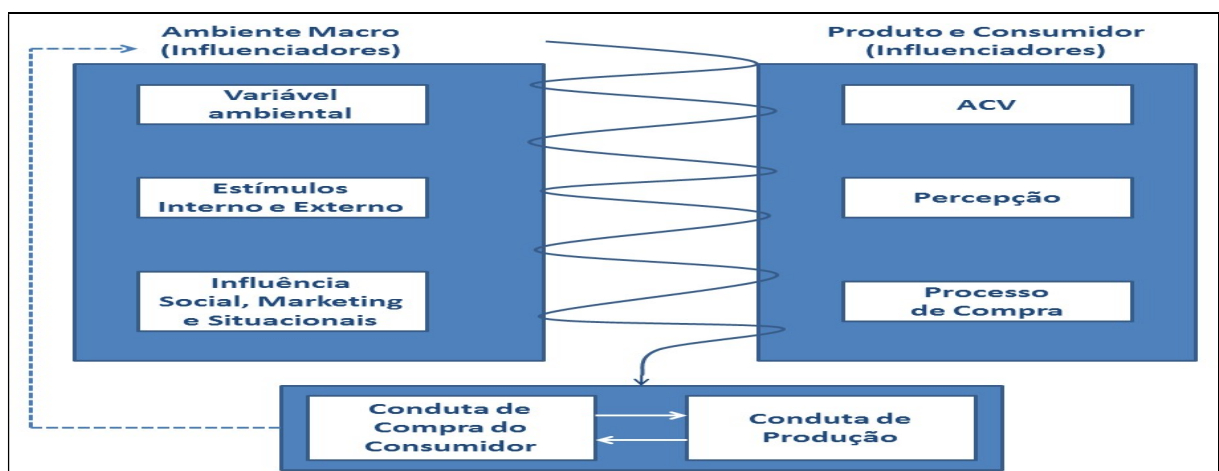 Ambiente Macro
(Influenciadores)
Variável
ambiental
Estímulos
Interno e Externo
Influência
Social, Marketing
e Situacionais
Produto e Consumidor
(Influenciadores)
ACV
Percepção
Processo
de Compra
Conduta de
Compra do
Consumidor
Conduta de
Produção